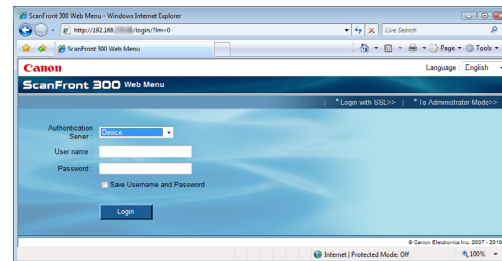 ScanFront 300 Web Menu - Windows Internet Explorer
http://192.168. /login/?lm=0
Live Search
ScanFront 300 Web Menu
Page
Tools
Canon
Language : English
ScanFront 300 Web Menu
| * Login with SSL>> | * To Administrator Mode>>
Authentication
Server :
Device
User name :
Password :
Save Username and Password
Login
© Canon Electronics Inc. 2007 - 2010
Internet | Protected Mode: Off
100%